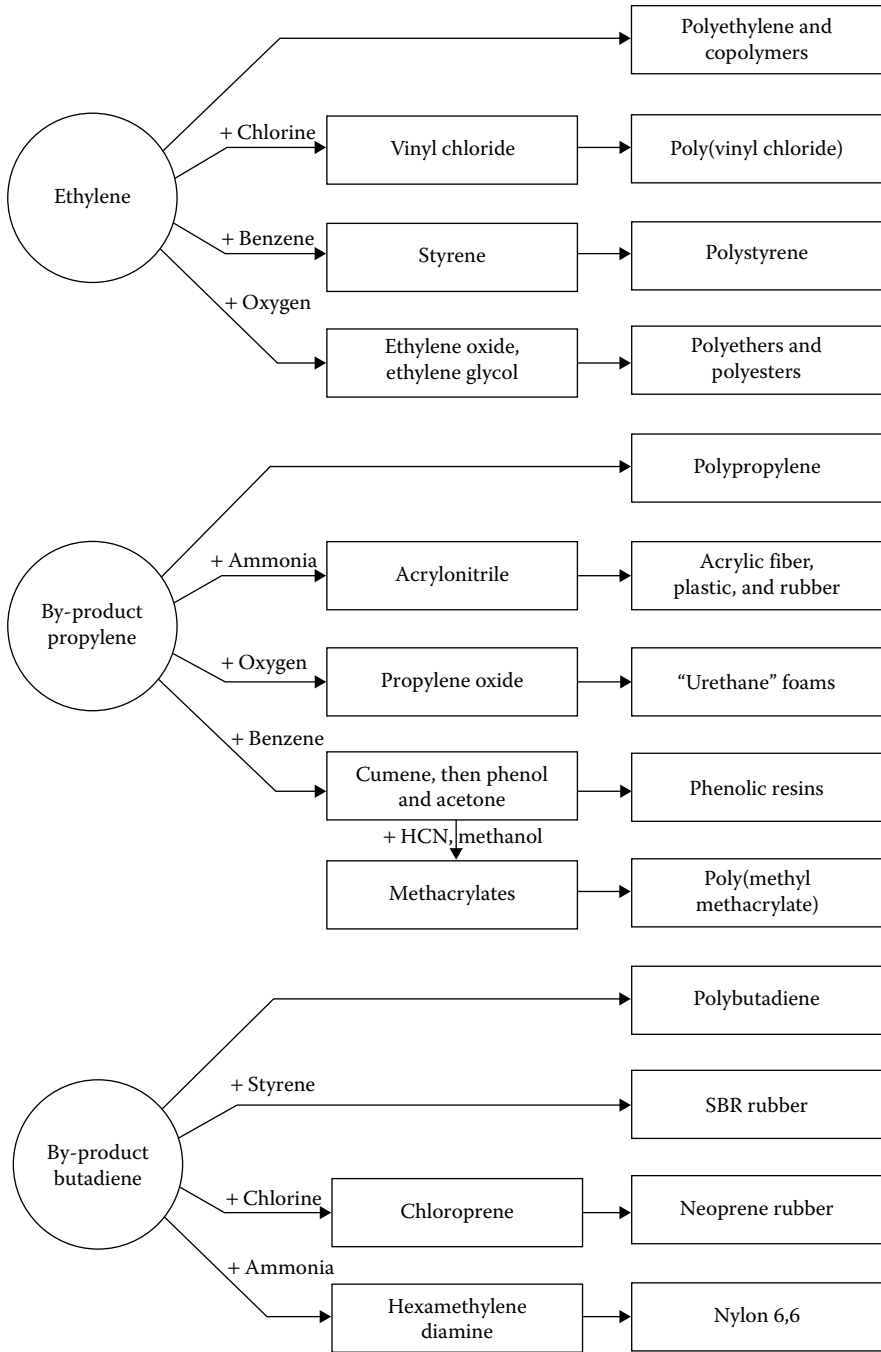 Polyethylene and
copolymers
+ Chlorine
Vinyl chloride
Poly(vinyl chloride)
Ethylene
+ Benzene
Styrene
Polystyrene
+ Oxygen
Ethylene oxide,
ethylene glycol
Polyethers and
polyesters
Polypropylene
+ Ammonia
Acrylonitrile
Acrylic fiber,
plastic, and rubber
By-product
propylene
+ Oxygen
Propylene oxide
“Urethane” foams
+ Benzene
Cumene, then phenol
and acetone
Phenolic resins
+ HCN, methanol
Methacrylates
Poly(methyl
methacrylate)
Polybutadiene
+ Styrene
SBR rubber
By-product
butadiene
+ Chlorine
Chloroprene
Neoprene rubber
+ Ammonia
Hexamethylene
diamine
Nylon 6,6